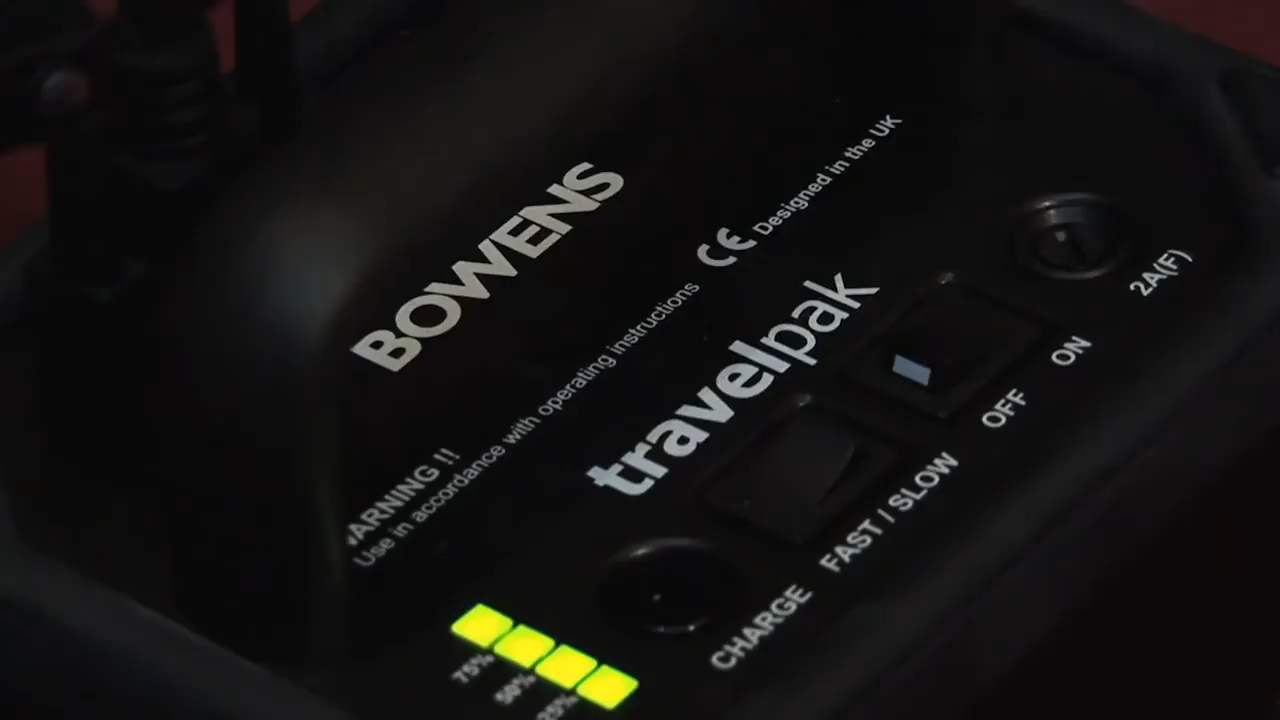 BOWENS
WARNING !!
Use in accordance with operating instructions
CE Designed in the UK
travelpak
2A(F)
OFF ON
FAST / SLOW
CHARGE
75%
50%
25%